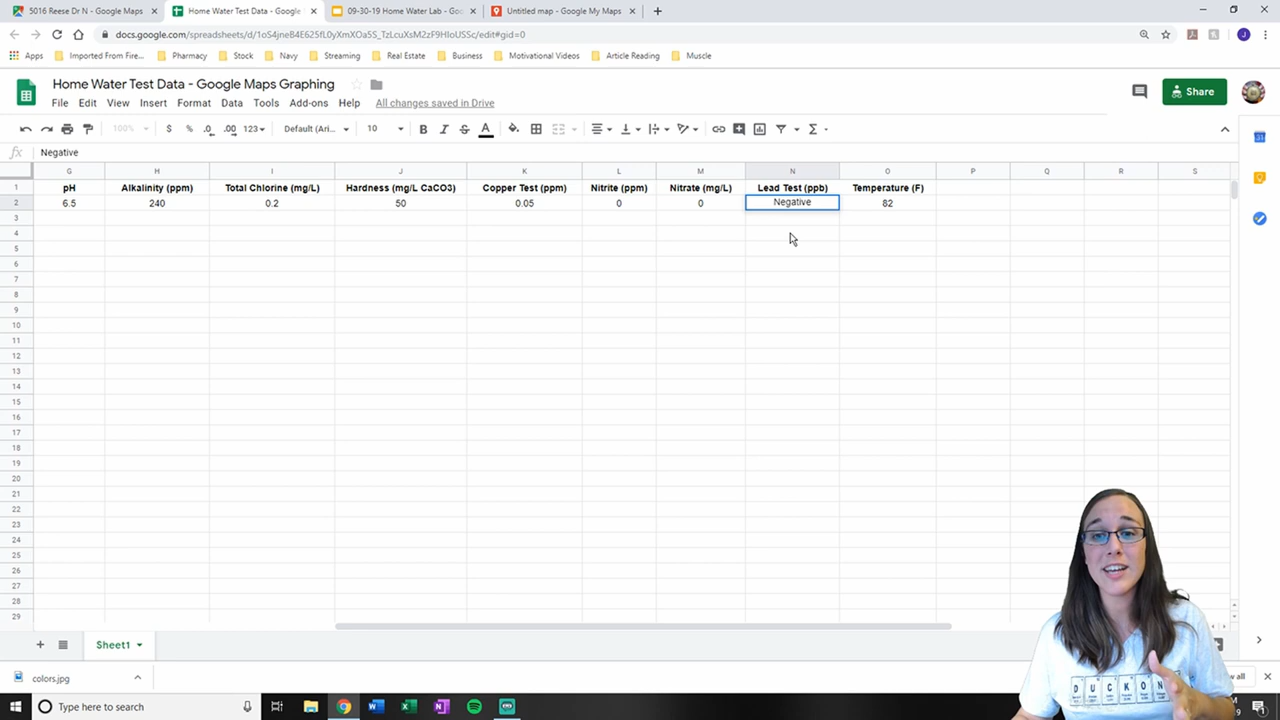 5016 Reese Dr N - Google Maps
Home Water Test Data - Google
09-30-19 Home Water Lab - Goog
Untitled map - Google My Maps
docs.google.com/spreadsheets/d/1oS4jneB4E625fL0yXmXOa5S_TzLcuXsM2zF9HIoUSSc/edit#gid=0
J
Apps
Imported From Fire...
Pharmacy
Stock
Navy
Streaming
Real Estate
Business
Motivational Videos
Article Reading
Muscle
Home Water Test Data - Google Maps Graphing
Share
File Edit View Insert Format Data Tools Add-ons Help All changes saved in Drive
100% $ % .0 .00 123 Default (Ari... 10 B I S A
fx Negative
G H I J K L M N O P Q R S
1 pH Alkalinity (ppm) Total Chlorine (mg/L) Hardness (mg/L CaCO3) Copper Test (ppm) Nitrite (ppm) Nitrate (mg/L) Lead Test (ppb) Temperature (F)
2 6.5 240 0.2 50 0.05 0 0 Negative 82
3
4
5
6
7
8
9
10
11
12
13
14
15
16
17
18
19
20
21
22
23
24
25
26
27
28
29
Sheet1
DUCKON
colors.jpg
Type here to search